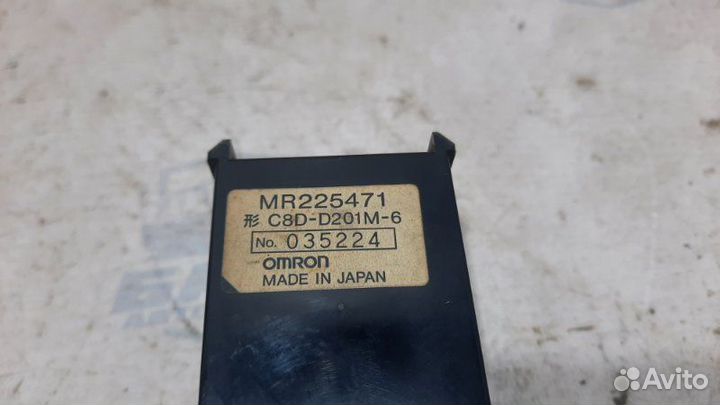 MR225471
形 C8D-D201M-6
No. 035224
OMRON
MADE IN JAPAN
Avito